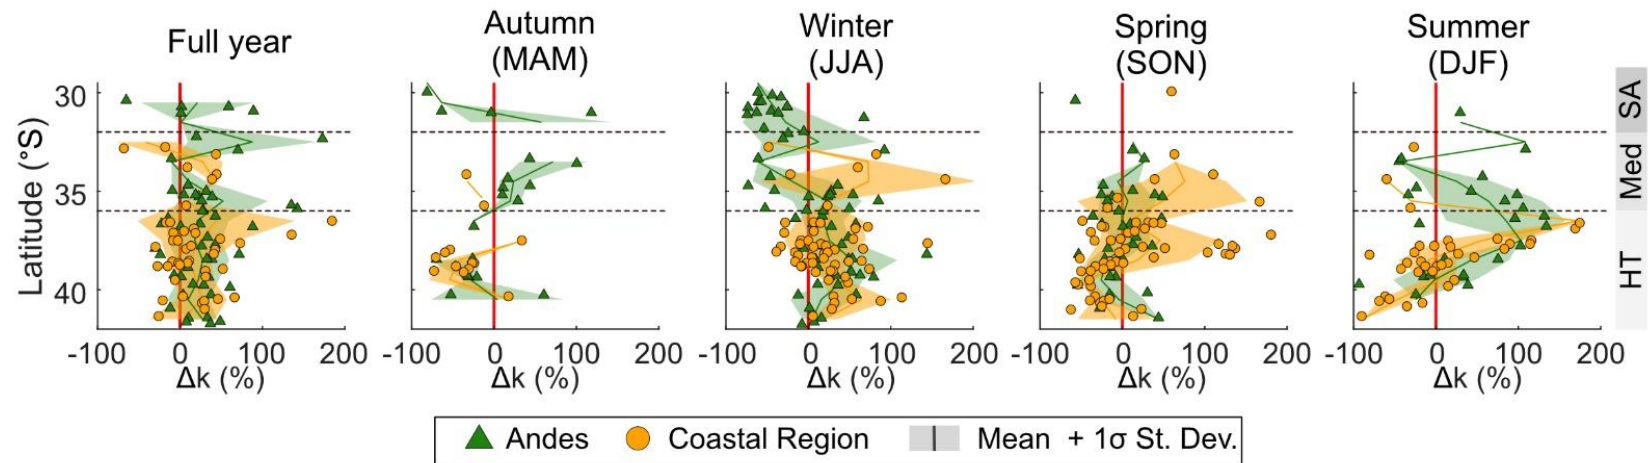 Full year
Autumn
(MAM)
Winter
(JJA)
Spring
(SON)
Summer
(DJF)
Latitude (°S)
30
35
40
SA
Med
HT
-100 0 100 200
-100 0 100 200
-100 0 100 200
-100 0 100 200
-100 0 100 200
Δk (%)
Δk (%)
Δk (%)
Δk (%)
Δk (%)
Andes
Coastal Region
Mean + 1σ St. Dev.